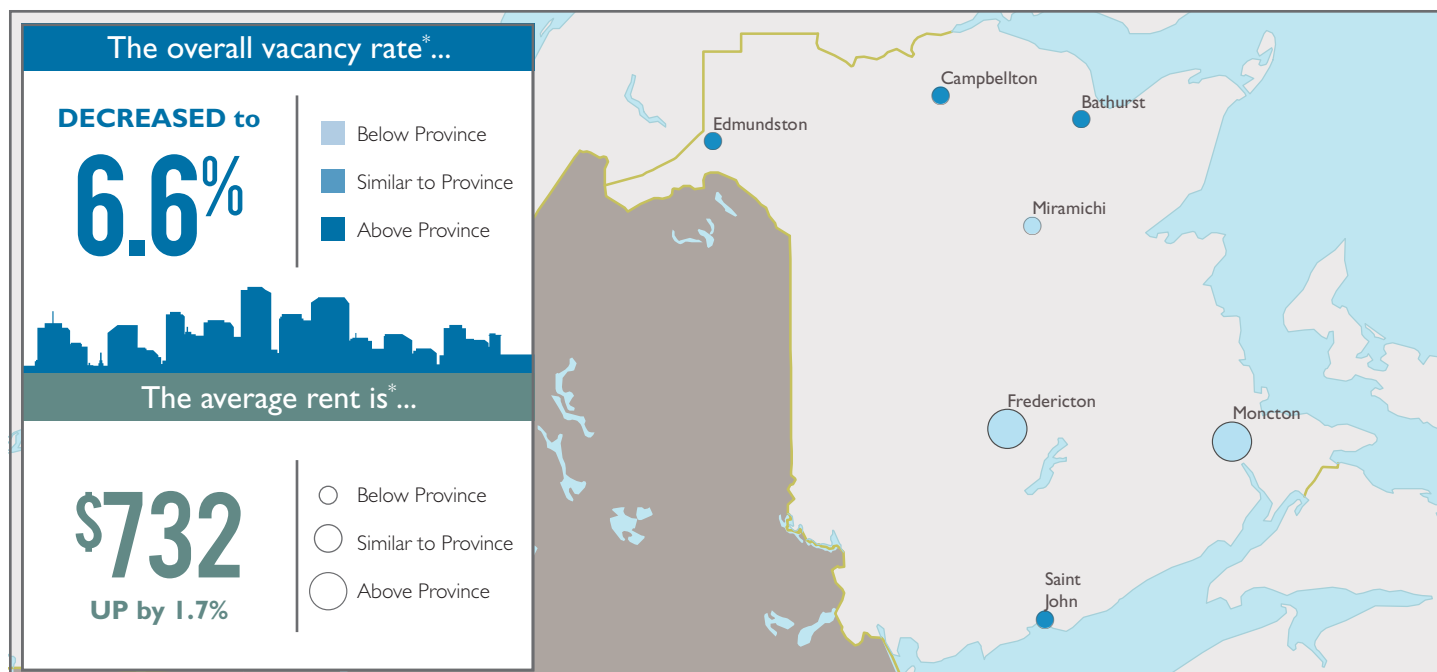 The overall vacancy rate*...
DECREASED to
6.6%
Below Province
Similar to Province
Above Province
The average rent is*...
$732
UP by 1.7%
Below Province
Similar to Province
Above Province
Campbellton
Bathurst
Edmundston
Miramichi
Fredericton
Moncton
Saint
John